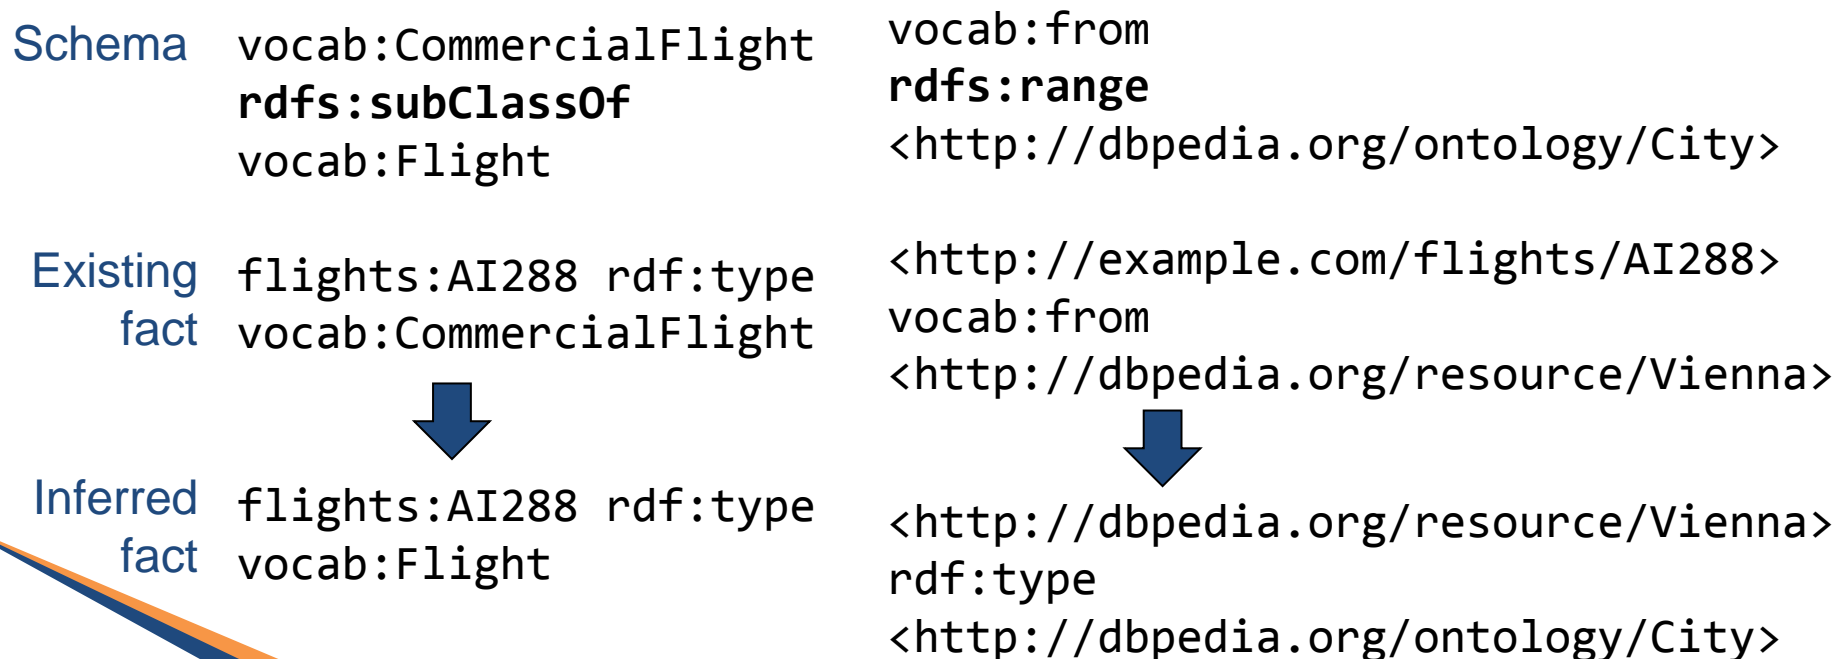 Schema
vocab:CommercialFlight
rdfs:subClassOf
vocab:Flight
vocab:from
rdfs:range
<http://dbpedia.org/ontology/City>
Existing
fact
flights:AI288 rdf:type
vocab:CommercialFlight
<http://example.com/flights/AI288>
vocab:from
<http://dbpedia.org/resource/Vienna>
Inferred
fact
flights:AI288 rdf:type
vocab:Flight
<http://dbpedia.org/resource/Vienna>
rdf:type
<http://dbpedia.org/ontology/City>